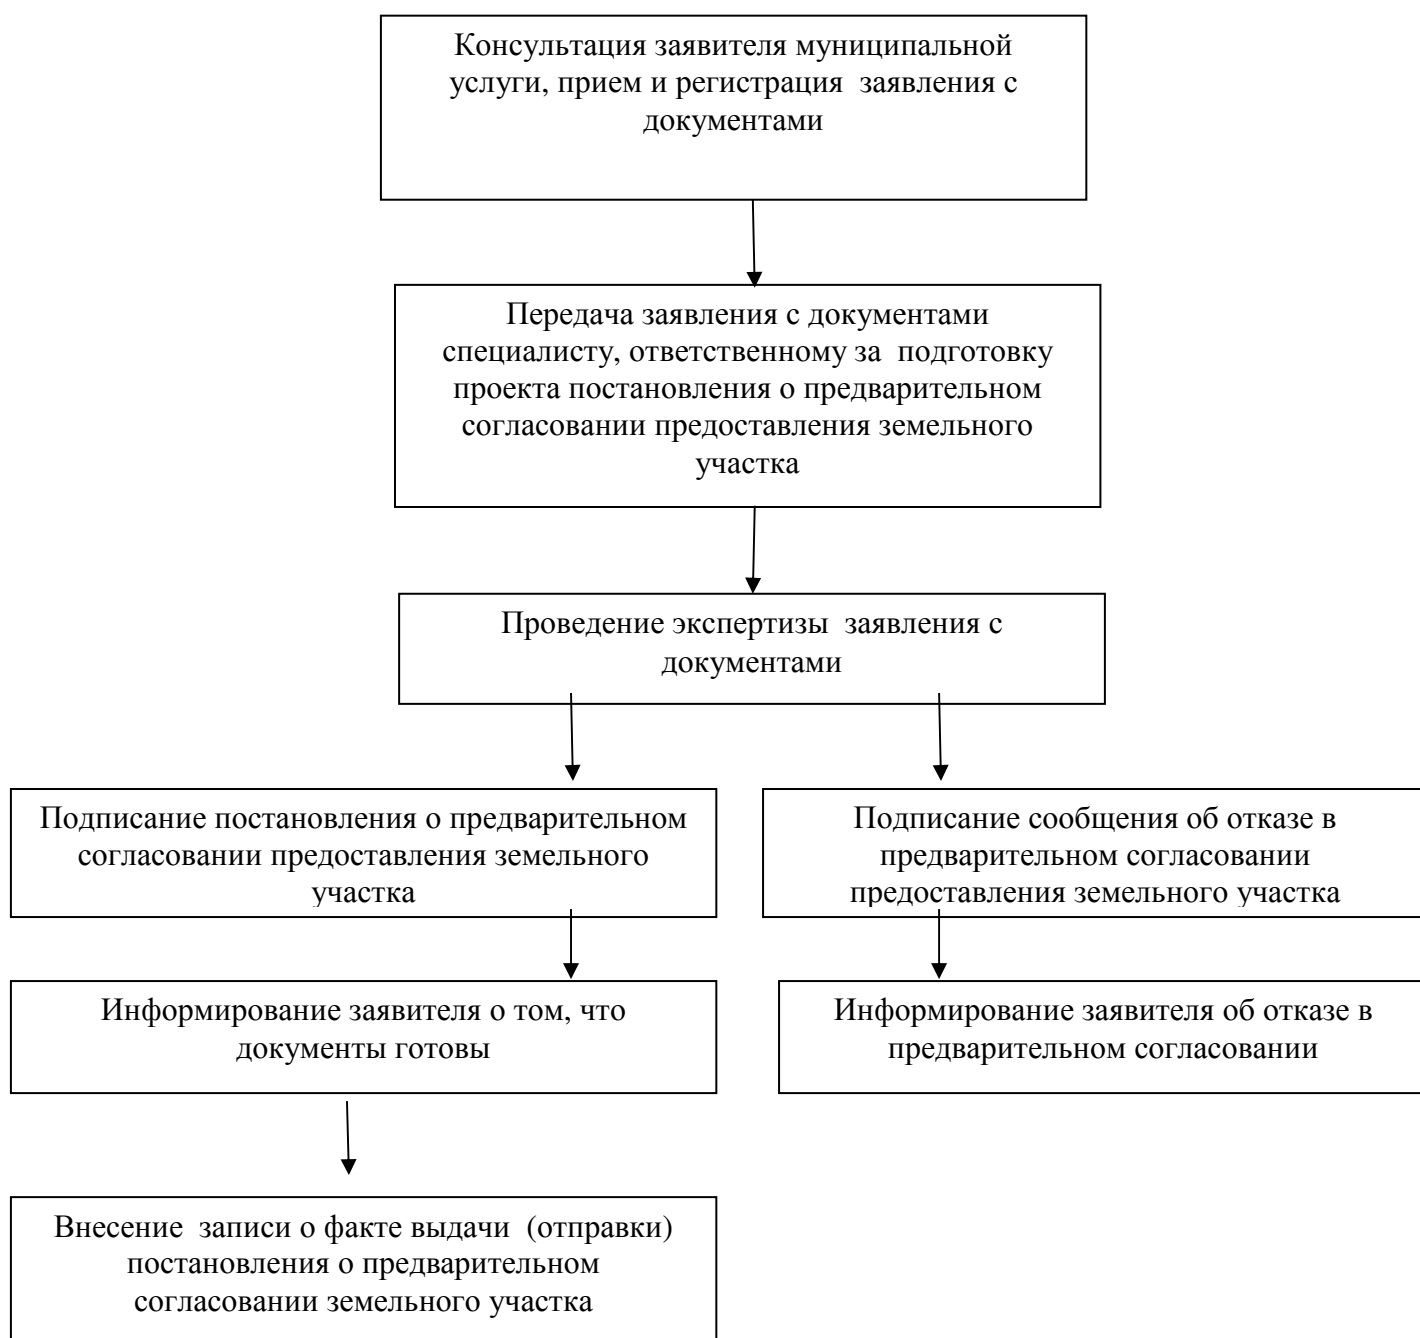 Консультация заявителя муниципальной
услуги, прием и регистрация  заявления с
документами
Передача заявления с документами
специалисту, ответственному за  подготовку
проекта постановления о предварительном
согласовании предоставления земельного
участка
Проведение экспертизы  заявления с
документами
Подписание постановления о предварительном
согласовании предоставления земельного
участка
Подписание сообщения об отказе в
предварительном согласовании
предоставления земельного участка
Информирование заявителя о том, что
документы готовы
Информирование заявителя об отказе в
предварительном согласовании
Внесение  записи о факте выдачи  (отправки)
постановления о предварительном
согласовании земельного участка